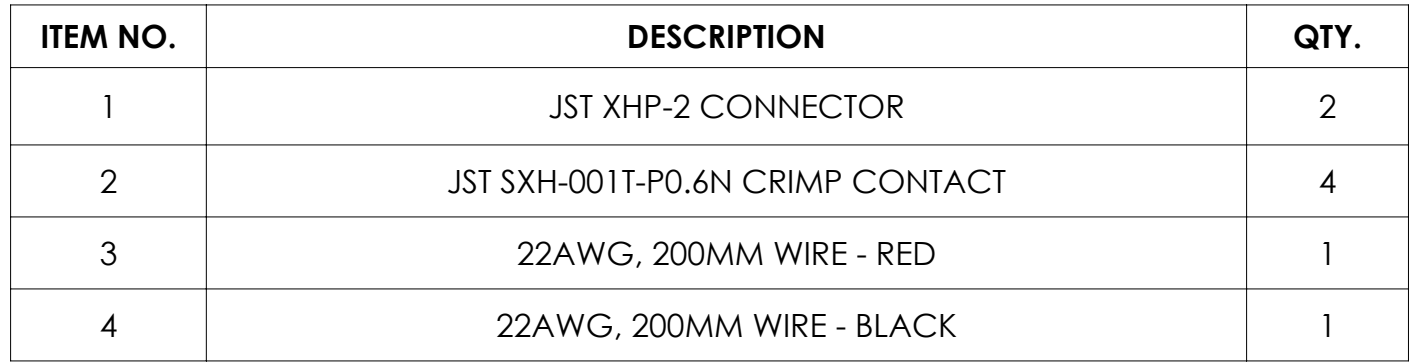 ITEM NO. DESCRIPTION QTY.
1 JST XHP-2 CONNECTOR 2
2 JST SXH-001T-P0.6N CRIMP CONTACT 4
3 22AWG, 200MM WIRE - RED 1
4 22AWG, 200MM WIRE - BLACK 1